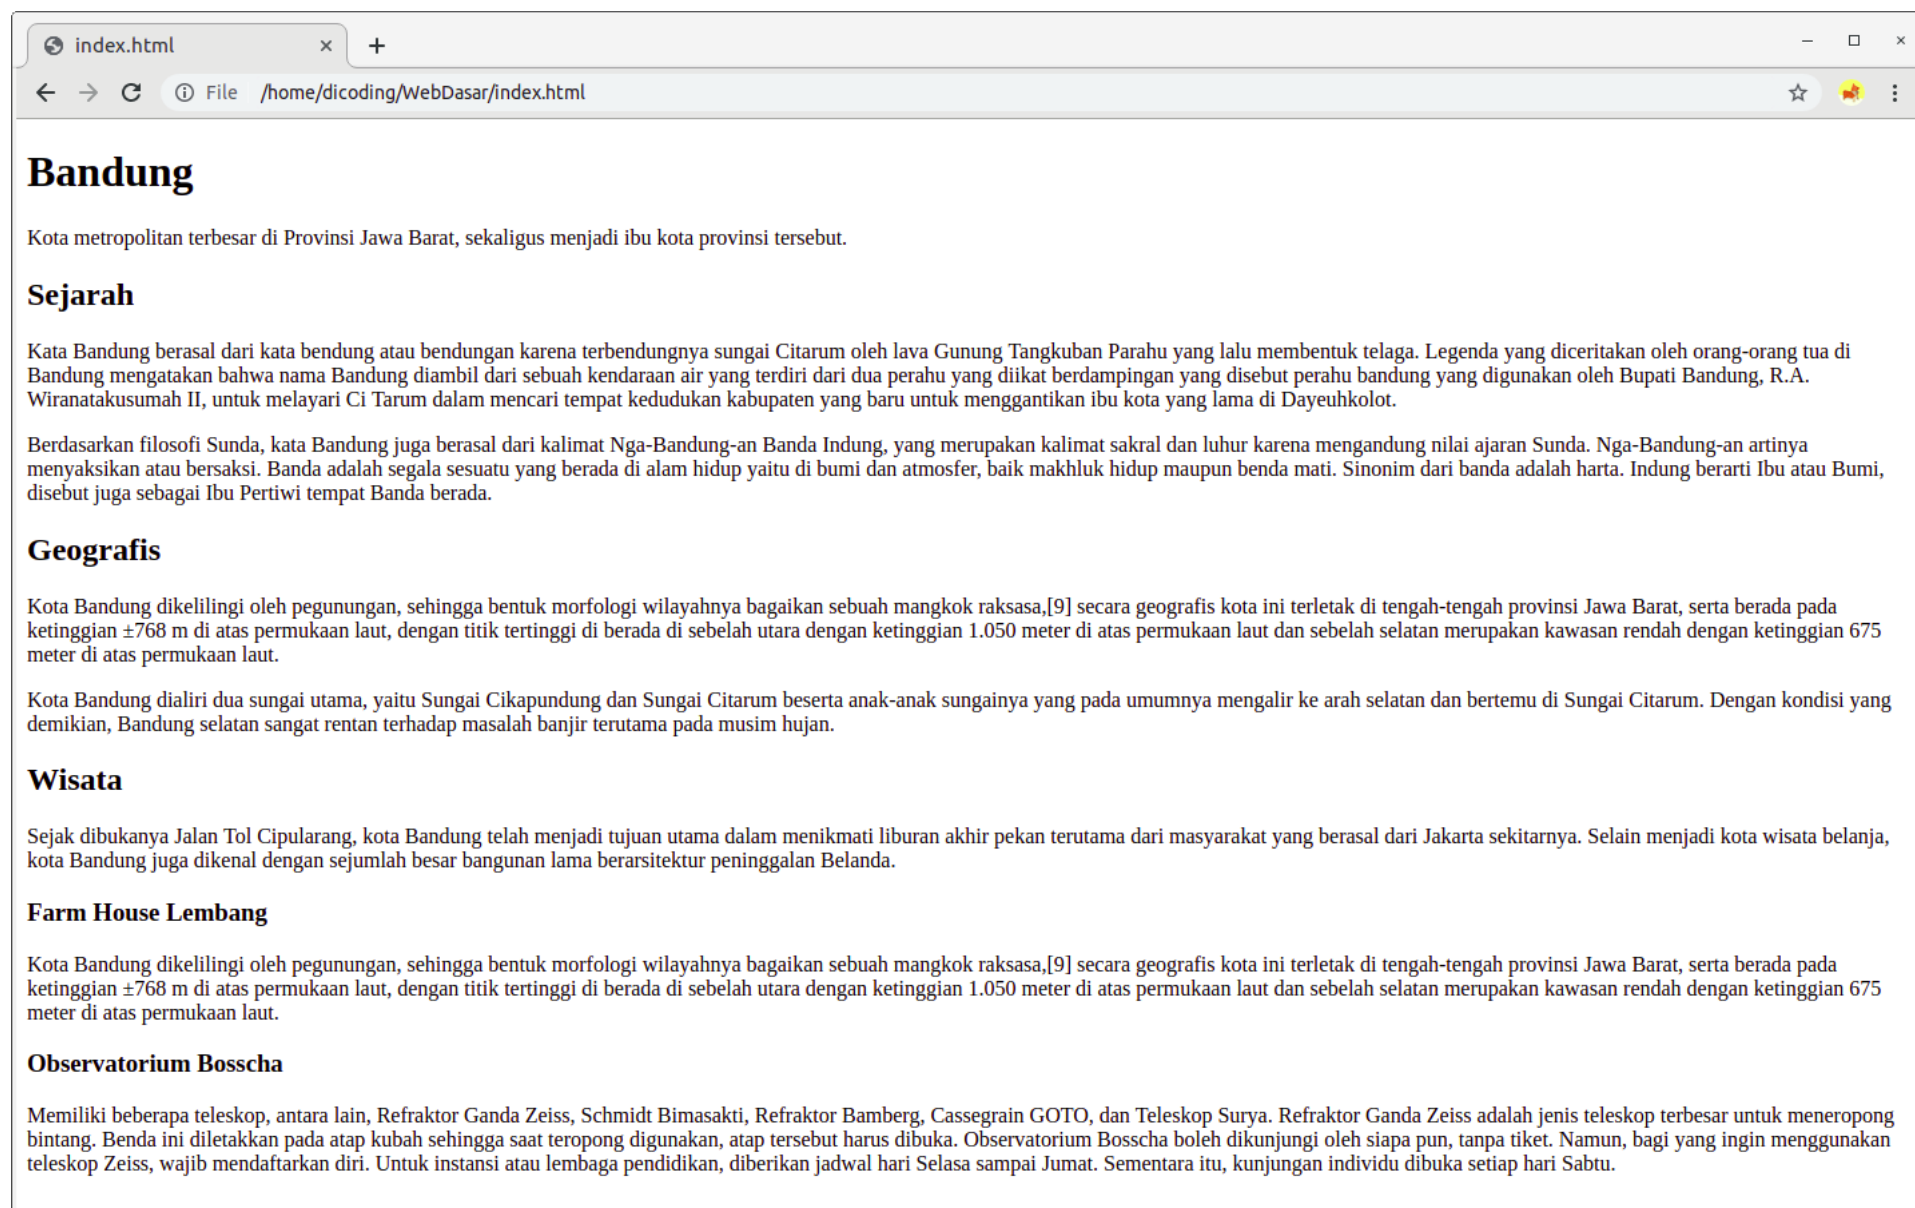 index.html
File /home/dicoding/WebDasar/index.html
Bandung
Kota metropolitan terbesar di Provinsi Jawa Barat, sekaligus menjadi ibu kota provinsi tersebut.
Sejarah
Kata Bandung berasal dari kata bendung atau bendungan karena terbendungnya sungai Citarum oleh lava Gunung Tangkuban Parahu yang lalu membentuk telaga. Legenda yang diceritakan oleh orang-orang tua di
Bandung mengatakan bahwa nama Bandung diambil dari sebuah kendaraan air yang terdiri dari dua perahu yang diikat berdampingan yang disebut perahu bandung yang digunakan oleh Bupati Bandung, R.A.
Wiranatakusumah II, untuk melayari Ci Tarum dalam mencari tempat kedudukan kabupaten yang baru untuk menggantikan ibu kota yang lama di Dayeuhkolot.
Berdasarkan filosofi Sunda, kata Bandung juga berasal dari kalimat Nga-Bandung-an Banda Indung, yang merupakan kalimat sakral dan luhur karena mengandung nilai ajaran Sunda. Nga-Bandung-an artinya
menyaksikan atau bersaksi. Banda adalah segala sesuatu yang berada di alam hidup yaitu di bumi dan atmosfer, baik makhluk hidup maupun benda mati. Sinonim dari banda adalah harta. Indung berarti Ibu atau Bumi,
disebut juga sebagai Ibu Pertiwi tempat Banda berada.
Geografis
Kota Bandung dikelilingi oleh pegunungan, sehingga bentuk morfologi wilayahnya bagaikan sebuah mangkok raksasa,[9] secara geografis kota ini terletak di tengah-tengah provinsi Jawa Barat, serta berada pada
ketinggian ±768 m di atas permukaan laut, dengan titik tertinggi di berada di sebelah utara dengan ketinggian 1.050 meter di atas permukaan laut dan sebelah selatan merupakan kawasan rendah dengan ketinggian 675
meter di atas permukaan laut.
Kota Bandung dialiri dua sungai utama, yaitu Sungai Cikapundung dan Sungai Citarum beserta anak-anak sungainya yang pada umumnya mengalir ke arah selatan dan bertemu di Sungai Citarum. Dengan kondisi yang
demikian, Bandung selatan sangat rentan terhadap masalah banjir terutama pada musim hujan.
Wisata
Sejak dibukanya Jalan Tol Cipularang, kota Bandung telah menjadi tujuan utama dalam menikmati liburan akhir pekan terutama dari masyarakat yang berasal dari Jakarta sekitarnya. Selain menjadi kota wisata belanja,
kota Bandung juga dikenal dengan sejumlah besar bangunan lama berarsitektur peninggalan Belanda.
Farm House Lembang
Kota Bandung dikelilingi oleh pegunungan, sehingga bentuk morfologi wilayahnya bagaikan sebuah mangkok raksasa,[9] secara geografis kota ini terletak di tengah-tengah provinsi Jawa Barat, serta berada pada
ketinggian ±768 m di atas permukaan laut, dengan titik tertinggi di berada di sebelah utara dengan ketinggian 1.050 meter di atas permukaan laut dan sebelah selatan merupakan kawasan rendah dengan ketinggian 675
meter di atas permukaan laut.
Observatorium Bosscha
Memiliki beberapa teleskop, antara lain, Refraktor Ganda Zeiss, Schmidt Bimasakti, Refraktor Bamberg, Cassegrain GOTO, dan Teleskop Surya. Refraktor Ganda Zeiss adalah jenis teleskop terbesar untuk meneropong
bintang. Benda ini diletakkan pada atap kubah sehingga saat teropong digunakan, atap tersebut harus dibuka. Observatorium Bosscha boleh dikunjungi oleh siapa pun, tanpa tiket. Namun, bagi yang ingin menggunakan
teleskop Zeiss, wajib mendaftarkan diri. Untuk instansi atau lembaga pendidikan, diberikan jadwal hari Selasa sampai Jumat. Sementara itu, kunjungan individu dibuka setiap hari Sabtu.